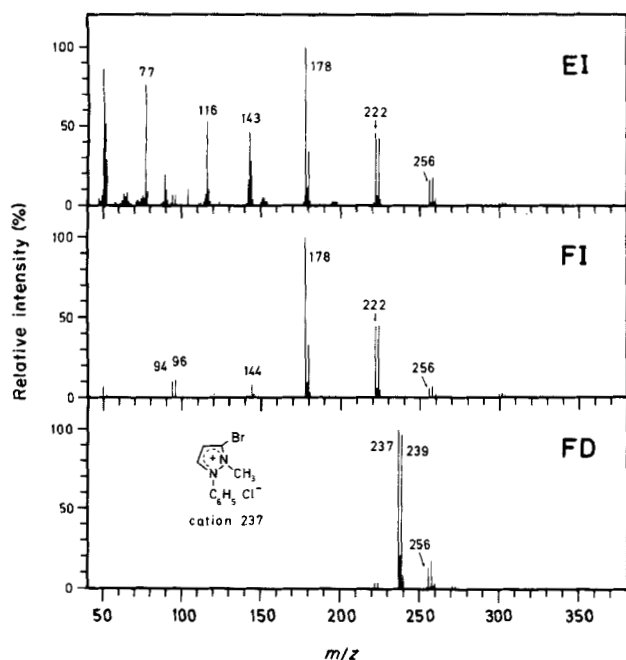 Relative intensity (%)
100
50
0
EI
77
116
143
178
222
256
100
50
0
FI
94
96
144
178
222
256
100
50
0
FD
237
239
256
Br
+
N
CH3
N
C6H5 Cl−
cation 237
50
100
150
200
250
300
350
m/z